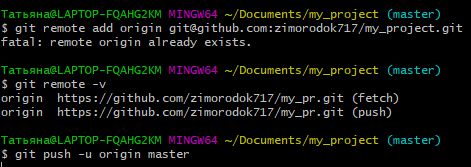 Татьяна@LAPTOP-FQAHG2KM MINGW64 ~/Documents/my_project (master)
$ git remote add origin git@github.com:zimorodok717/my_project.git
fatal: remote origin already exists.
Татьяна@LAPTOP-FQAHG2KM MINGW64 ~/Documents/my_project (master)
$ git remote -v
origin  https://github.com/zimorodok717/my_pr.git (fetch)
origin  https://github.com/zimorodok717/my_pr.git (push)
Татьяна@LAPTOP-FQAHG2KM MINGW64 ~/Documents/my_project (master)
$ git push -u origin master